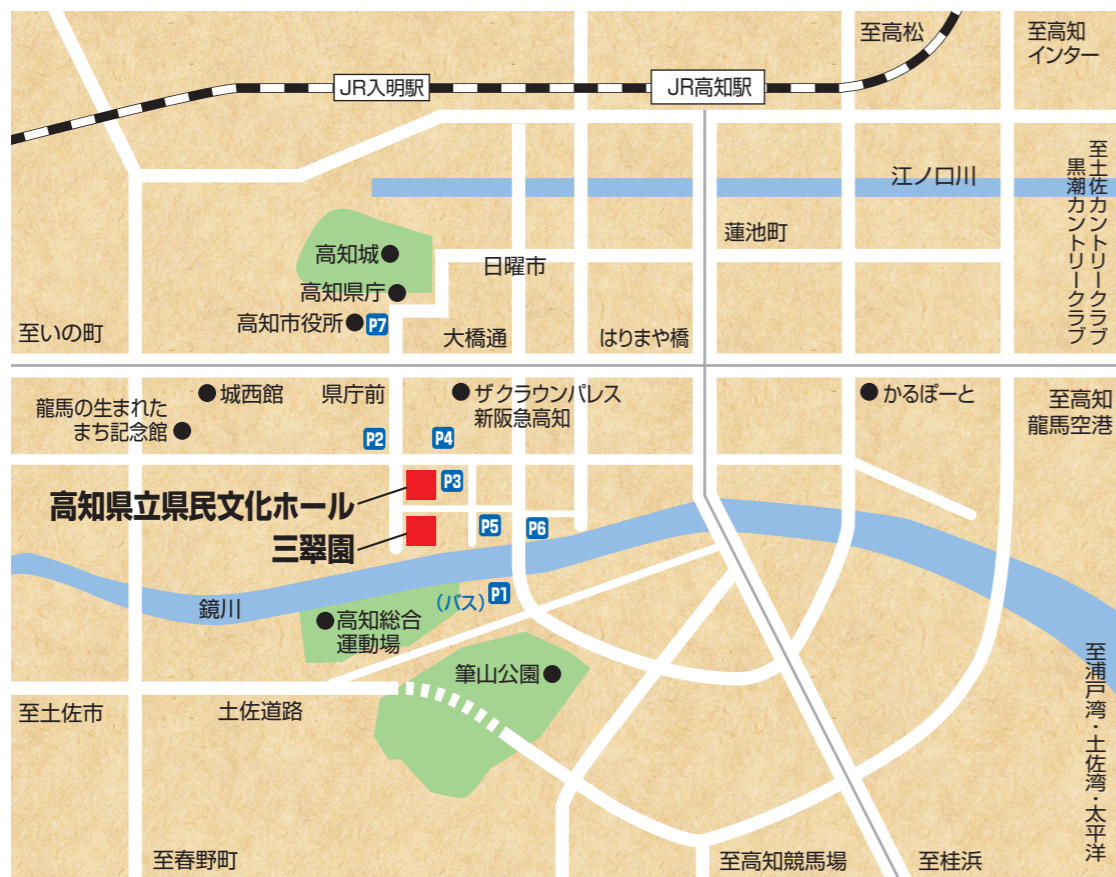 至高松
至高知
インター
JR入明駅
JR高知駅
江ノ口川
至土佐カントリークラブ
黒潮カントリークラブ
蓮池町
高知城
日曜市
高知県庁
高知市役所
P7
至いの町
大橋通
はりまや橋
城西館
県庁前
ザクラウンパレス
新阪急高知
かるぽーと
至高知
龍馬空港
龍馬の生まれた
まち記念館
P2
P4
P3
高知県立県民文化ホール
P5
P6
三翠園
鏡川
(バス)
P1
高知総合
運動場
筆山公園
至土佐市
土佐道路
至浦戸湾・土佐湾・太平洋
至春野町
至高知競馬場
至桂浜